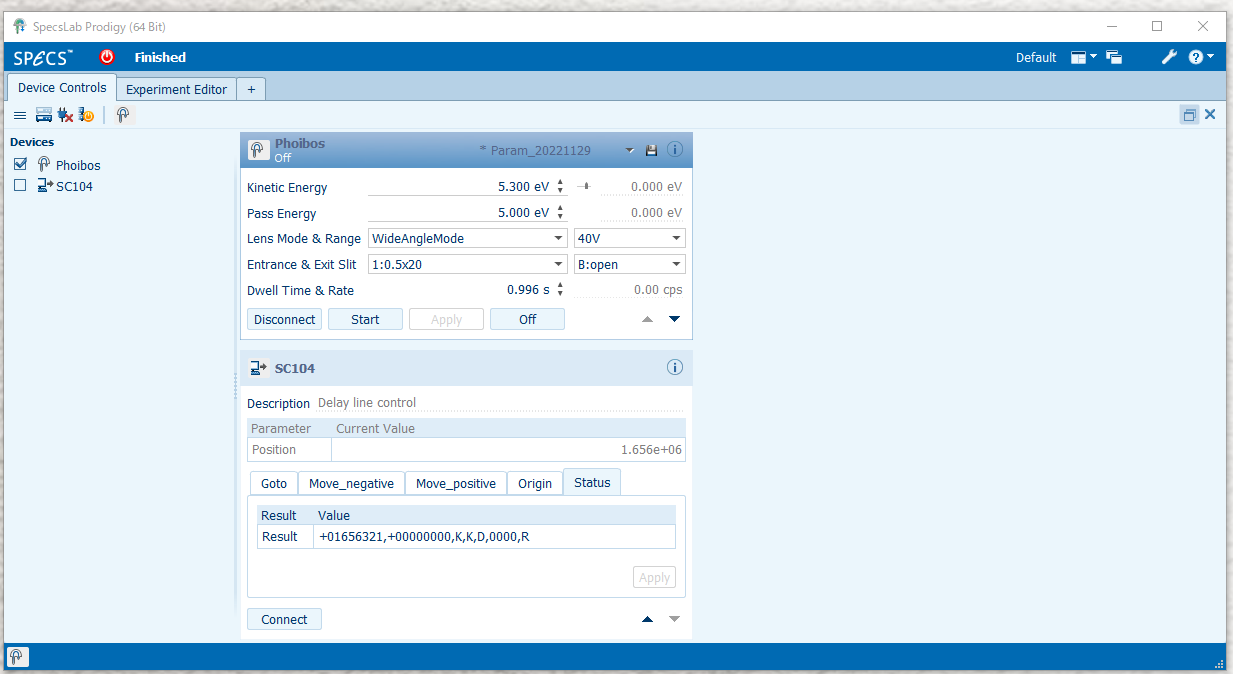 SpecsLab Prodigy (64 Bit)
SPECS™ Finished Default
Device Controls Experiment Editor +
Devices
Phoibos
SC104
Phoibos
Off
* Param_20221129
Kinetic Energy 5.300 eV 0.000 eV
Pass Energy 5.000 eV 0.000 eV
Lens Mode & Range WideAngleMode 40V
Entrance & Exit Slit 1:0.5x20 B:open
Dwell Time & Rate 0.996 s 0.00 cps
Disconnect Start Apply Off
SC104
Description Delay line control
Parameter Current Value
Position 1.656e+06
Goto Move_negative Move_positive Origin Status
Result Value
Result +01656321,+00000000,K,K,D,0000,R
Apply
Connect